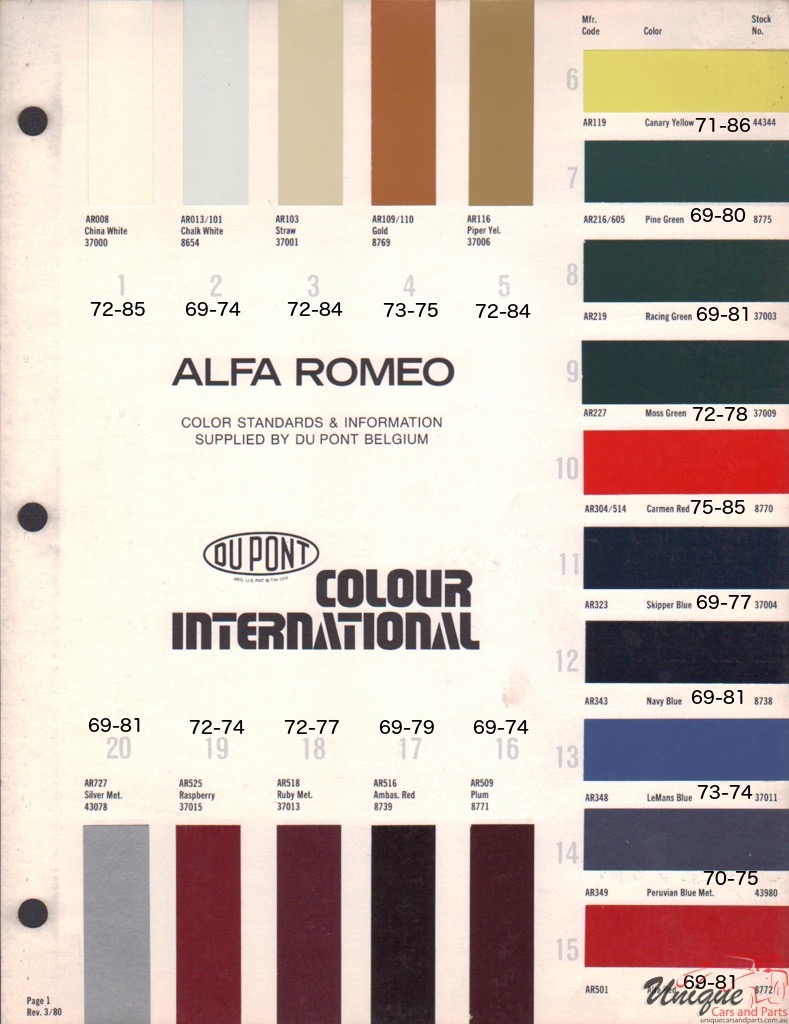 Mfr. Code Color Stock No.
AR008
China White
37000
1
72-85
AR013/101
Chalk White
8654
2
69-74
AR103
Straw
37001
3
72-84
AR109/110
Gold
8769
4
73-75
AR116
Piper Yel.
37006
5
72-84
6
AR119 Canary Yellow 71-86 44344
7
AR216/605 Pine Green 69-80 8775
8
AR219 Racing Green 69-81 37003
9
AR227 Moss Green 72-78 37009
10
AR304/514 Carmen Red 75-85 8770
11
AR323 Skipper Blue 69-77 37004
12
AR343 Navy Blue 69-81 8738
13
AR348 LeMans Blue 73-74 37011
14
70-75
AR349 Peruvian Blue Met. 43980
15
AR501 69-81 8772
ALFA ROMEO
COLOR STANDARDS & INFORMATION
SUPPLIED BY DU PONT BELGIUM
DU PONT
REG. U.S. PAT. & TM. OFF.
COLOUR
INTERNATIONAL
69-81
20
AR727
Silver Met.
43078
72-74
19
AR525
Raspberry
37015
72-77
18
AR518
Ruby Met.
37013
69-79
17
AR516
Ambas. Red
8739
69-74
16
AR509
Plum
8771
Page 1
Rev. 3/80
Unique
Cars and Parts
uniquecarsandparts.com.au